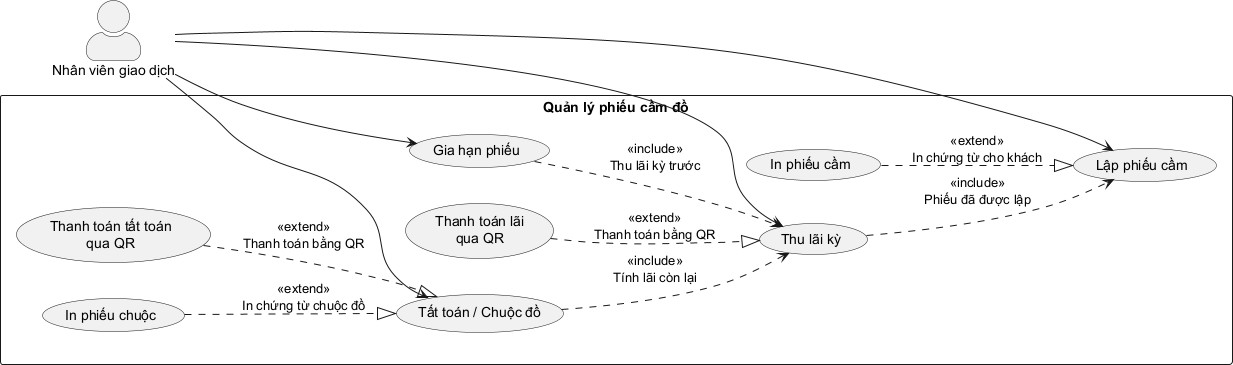 Nhân viên giao dịch
Quản lý phiếu cầm đồ
Gia hạn phiếu
«include»
Thu lãi kỳ trước
In phiếu cầm
«extend»
In chứng từ cho khách
Lập phiếu cầm
«include»
Phiếu đã được lập
Thanh toán tất toán
qua QR
«extend»
Thanh toán bằng QR
Thanh toán lãi
qua QR
«extend»
Thanh toán bằng QR
Thu lãi kỳ
«include»
Tính lãi còn lại
In phiếu chuộc
«extend»
In chứng từ chuộc đồ
Tất toán / Chuộc đồ